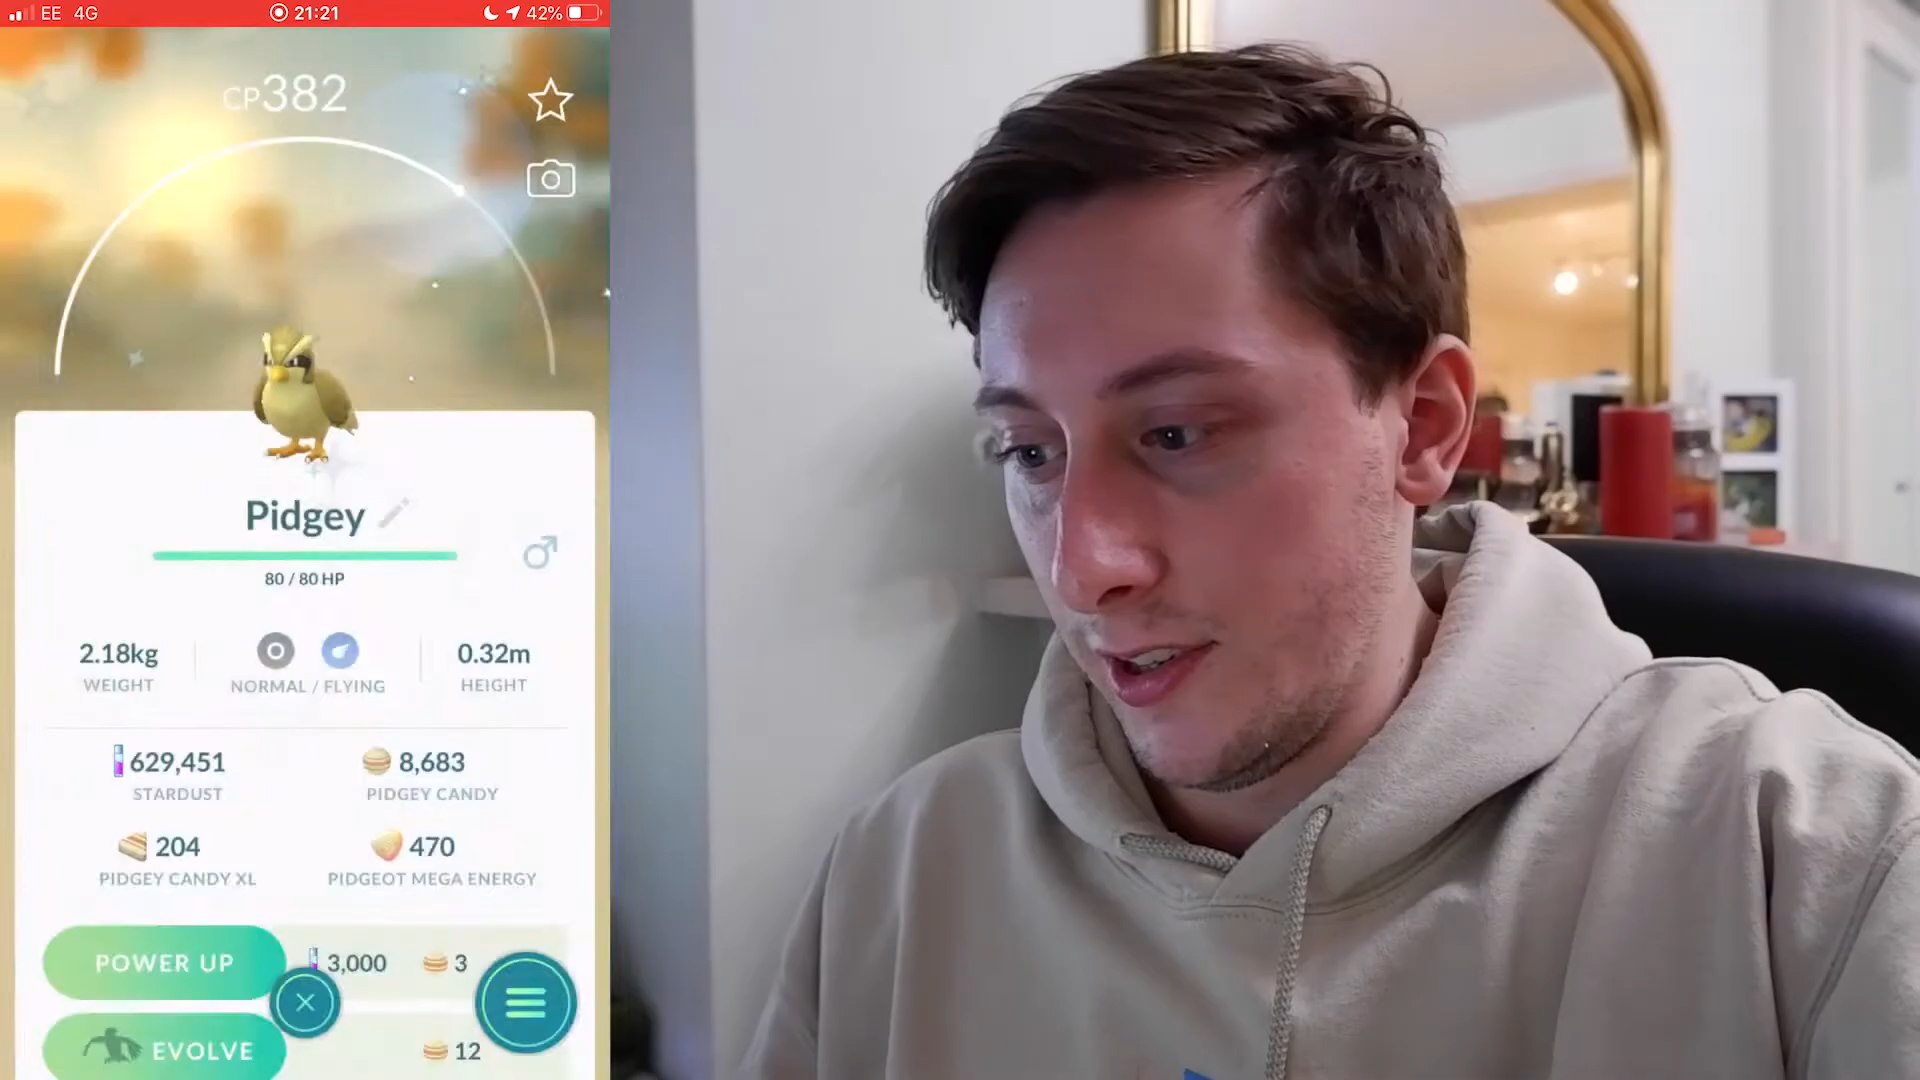 EE 4G 21:21 42%
CP382
Pidgey
80 / 80 HP
2.18kg
WEIGHT
NORMAL / FLYING
0.32m
HEIGHT
629,451
STARDUST
8,683
PIDGEY CANDY
204
PIDGEY CANDY XL
470
PIDGEOT MEGA ENERGY
POWER UP 3,000 3
EVOLVE 12